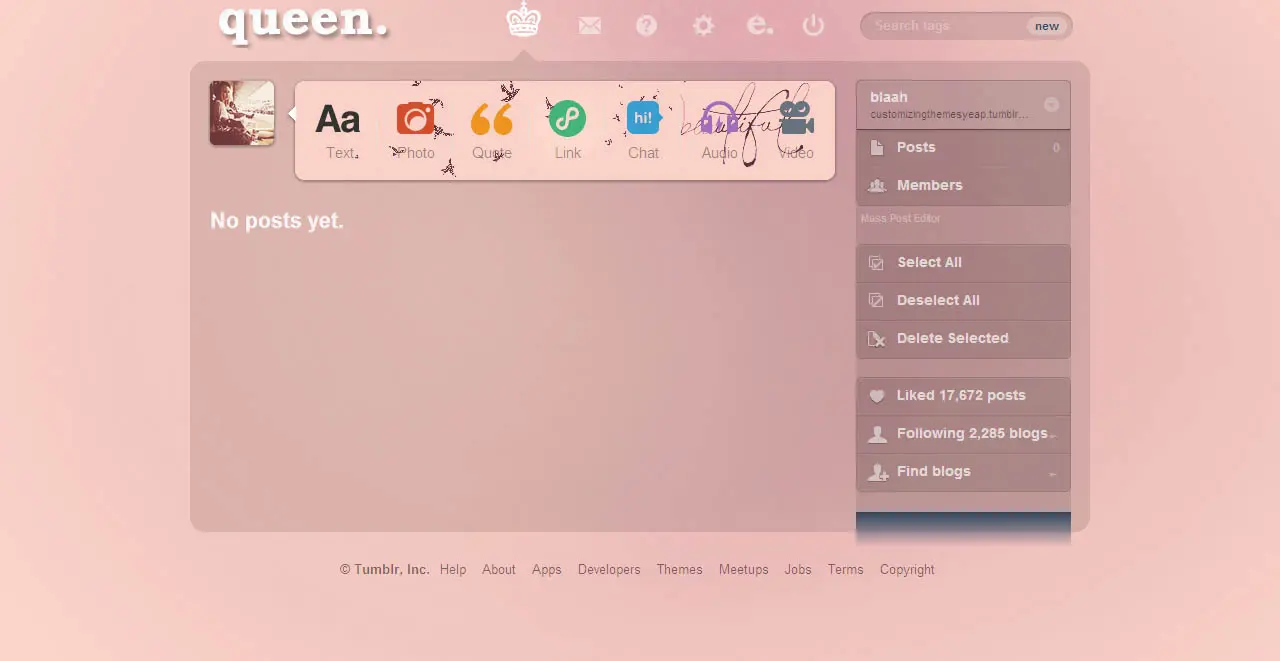 queen.
e.
Search tags
new
Aa
hi!
beautiful
Text
Photo
Quote
Link
Chat
Audio
Video
No posts yet.
blaah
customizingthemesyeap.tumblr...
Posts 0
Members
Mass Post Editor
Select All
Deselect All
Delete Selected
Liked 17,672 posts
Following 2,285 blogs
Find blogs
© Tumblr, Inc. Help About Apps Developers Themes Meetups Jobs Terms Copyright